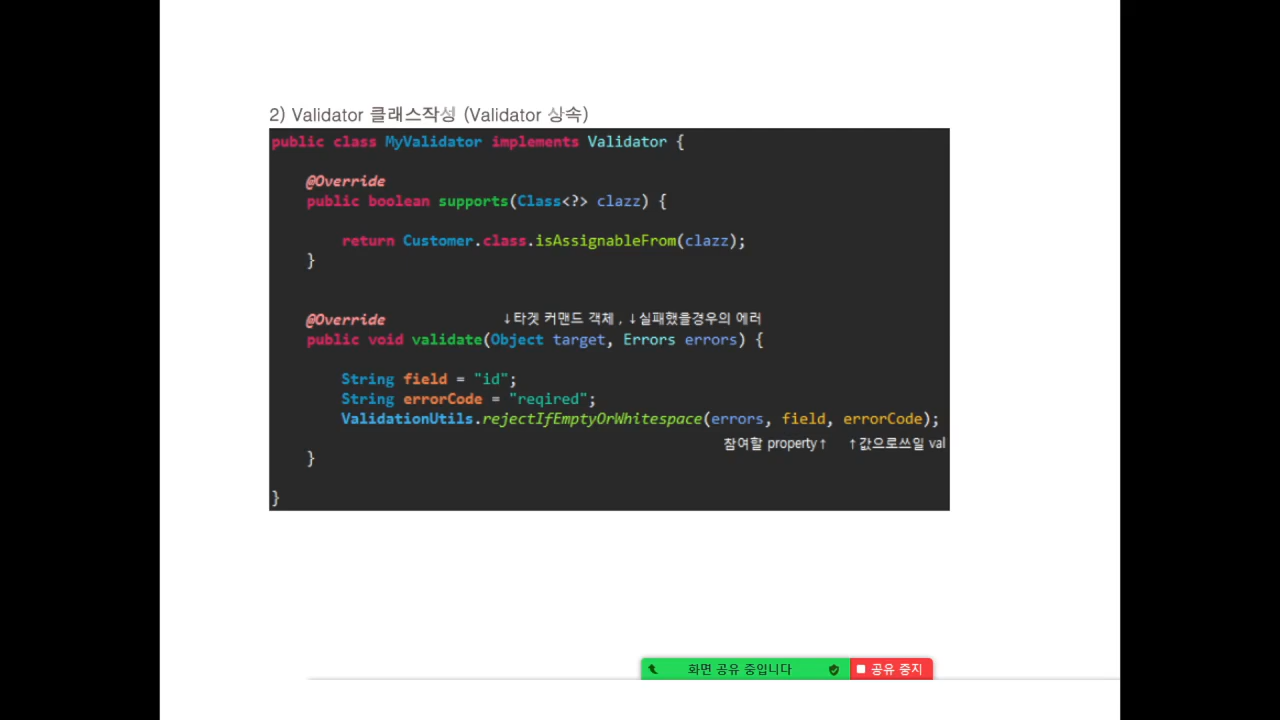 2) Validator 클래스작성 (Validator 상속)
public class MyValidator implements Validator {
@Override
public boolean supports(Class<?> clazz) {
return Customer.class.isAssignableFrom(clazz);
}
@Override
↓타겟 커맨드 객체 , ↓실패했을경우의 에러
public void validate(Object target, Errors errors) {
String field = "id";
String errorCode = "reqired";
ValidationUtils.rejectIfEmptyOrWhitespace(errors, field, errorCode);
참여할 property↑ ↑값으로쓰일 val
}
}
화면 공유 중입니다
공유 중지